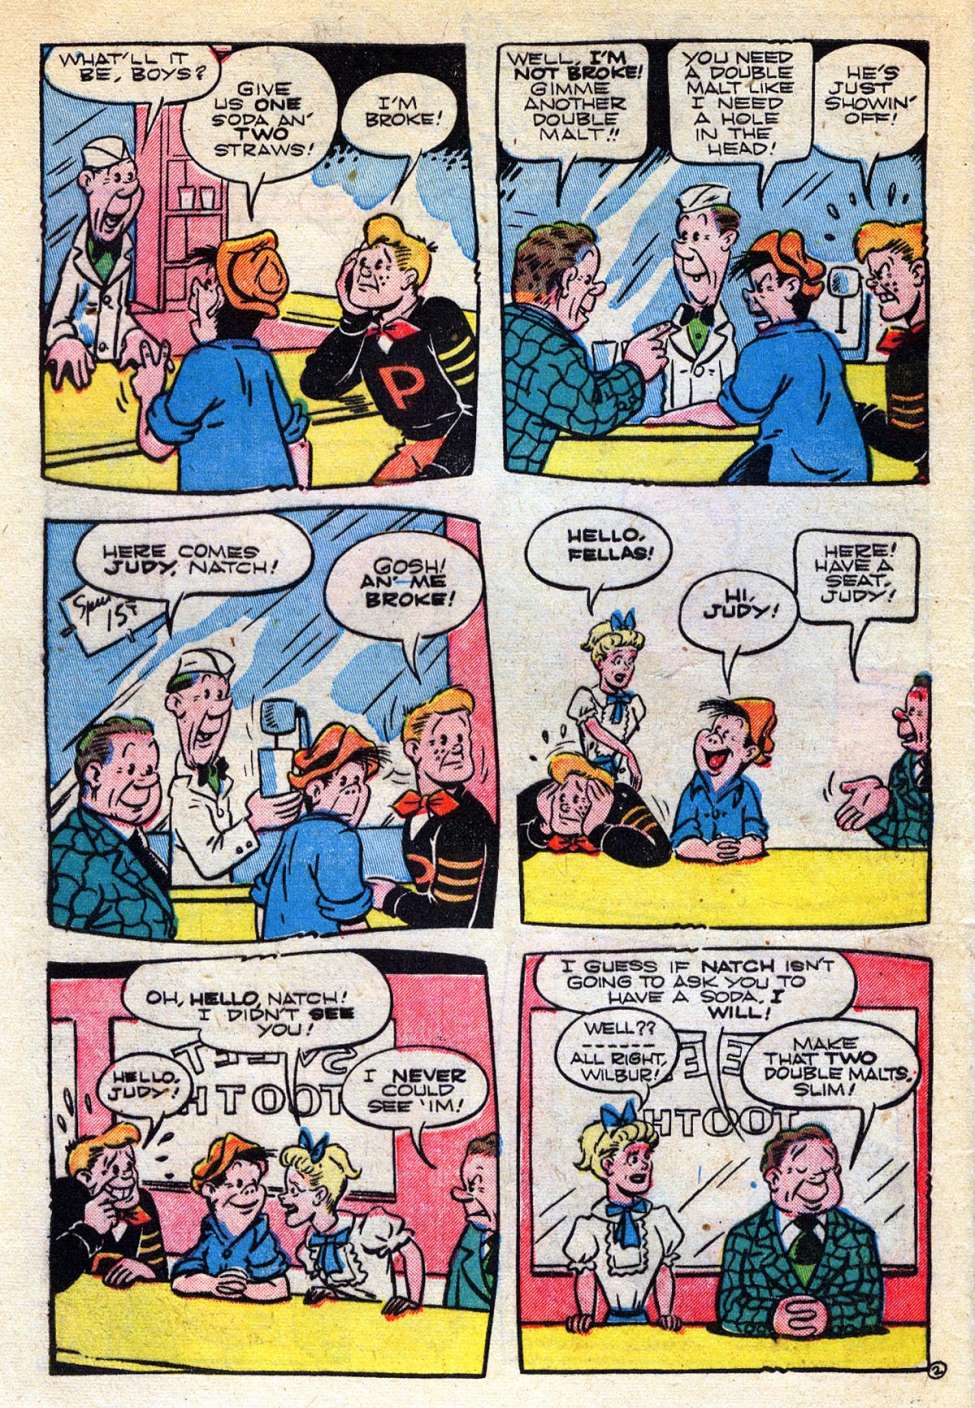 WHAT'LL IT
BE, BOYS?
GIVE
US ONE
SODA AN'
TWO
STRAWS!
I'M
BROKE!
P
WELL, I'M
NOT BROKE!
GIMME
ANOTHER
DOUBLE
MALT!!
YOU NEED
A DOUBLE
MALT LIKE
I NEED
A HOLE
IN THE
HEAD!
HE'S
JUST
SHOWIN'
OFF!
HERE COMES
JUDY, NATCH!
GOSH!
AN' ME
BROKE!
15¢
HELLO,
FELLAS!
HI,
JUDY!
HERE!
HAVE A
SEAT,
JUDY!
OH, HELLO, NATCH!
I DIDN'T SEE
YOU!
HELLO,
JUDY!
I NEVER
COULD
SEE 'IM!
I GUESS IF NATCH ISN'T
GOING TO ASK YOU TO
HAVE A SODA, I
WILL!
WELL??
------
ALL RIGHT,
WILBUR!
MAKE
THAT TWO
DOUBLE MALTS,
SLIM!
2